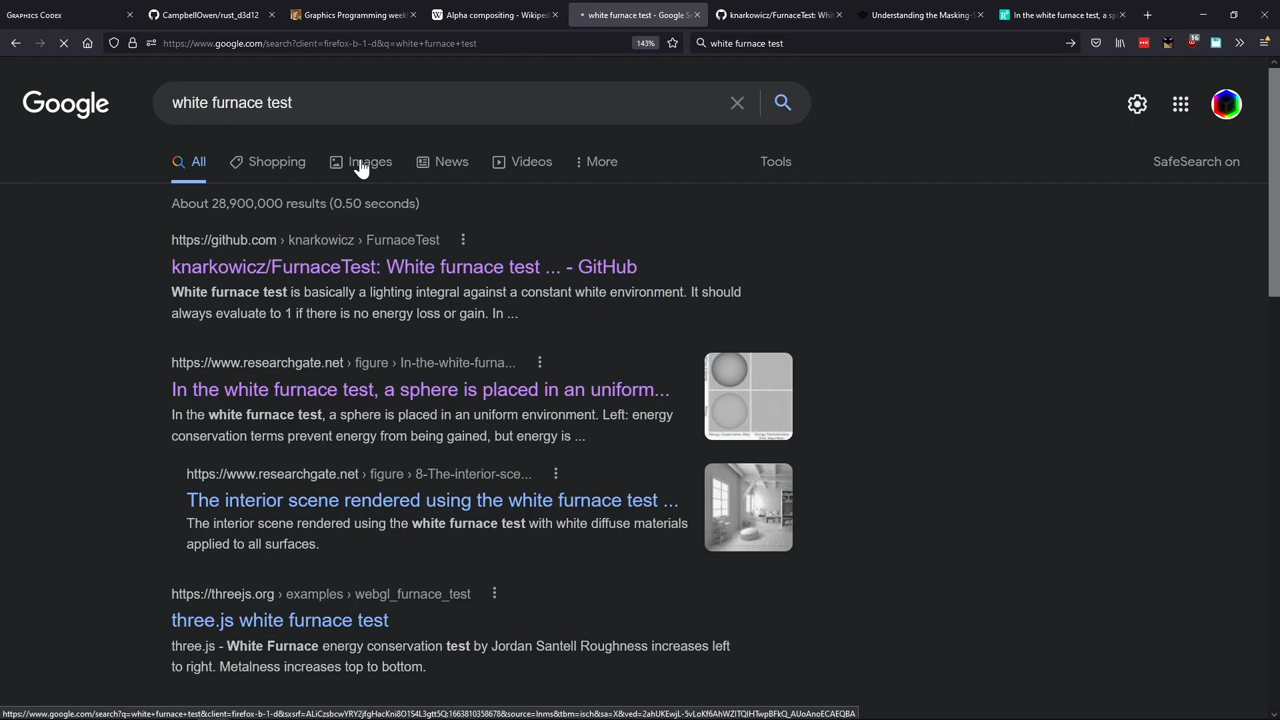 Graphics Codex
CampbellOwen/rust_d3d12
Graphics Programming week
Alpha compositing - Wikiped
white furnace test - Google S
knarkowicz/FurnaceTest: Whit
Understanding the Masking-S
In the white furnace test, a sp
https://www.google.com/search?client=firefox-b-1-d&q=white+furnace+test
143%
white furnace test
16
Google
white furnace test
All
Shopping
Images
News
Videos
More
Tools
SafeSearch on
About 28,900,000 results (0.50 seconds)
https://github.com › knarkowicz › FurnaceTest
knarkowicz/FurnaceTest: White furnace test ... - GitHub
White furnace test is basically a lighting integral against a constant white environment. It should
always evaluate to 1 if there is no energy loss or gain. In ...
https://www.researchgate.net › figure › In-the-white-furna...
In the white furnace test, a sphere is placed in an uniform...
In the white furnace test, a sphere is placed in an uniform environment. Left: energy
conservation terms prevent energy from being gained, but energy is ...
https://www.researchgate.net › figure › 8-The-interior-sce...
The interior scene rendered using the white furnace test ...
The interior scene rendered using the white furnace test with white diffuse materials
applied to all surfaces.
https://threejs.org › examples › webgl_furnace_test
three.js white furnace test
three.js - White Furnace energy conservation test by Jordan Santell Roughness increases left
to right. Metalness increases top to bottom.